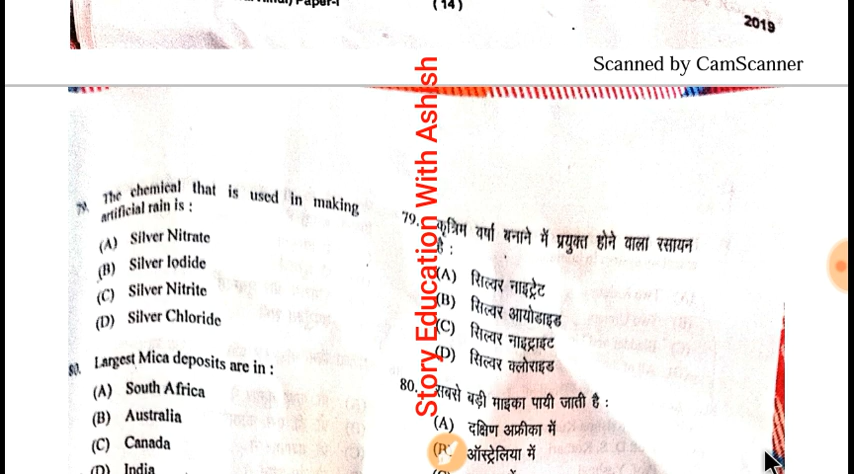 Paper-I
(14)
2019
Scanned by CamScanner
79. The chemical that is used in making
artificial rain is :
(A) Silver Nitrate
(B) Silver Iodide
(C) Silver Nitrite
(D) Silver Chloride
80. Largest Mica deposits are in :
(A) South Africa
(B) Australia
(C) Canada
(D) India
Story Education With Ashish
79. कृत्रिम वर्षा बनाने में प्रयुक्त होने वाला रसायन
है :
(A) सिल्वर नाइट्रेट
(B) सिल्वर आयोडाइड
(C) सिल्वर नाइट्राइट
(D) सिल्वर क्लोराइड
80. सबसे बड़ी माइका पायी जाती है :
(A) दक्षिण अफ्रीका में
(B) ऑस्ट्रेलिया में